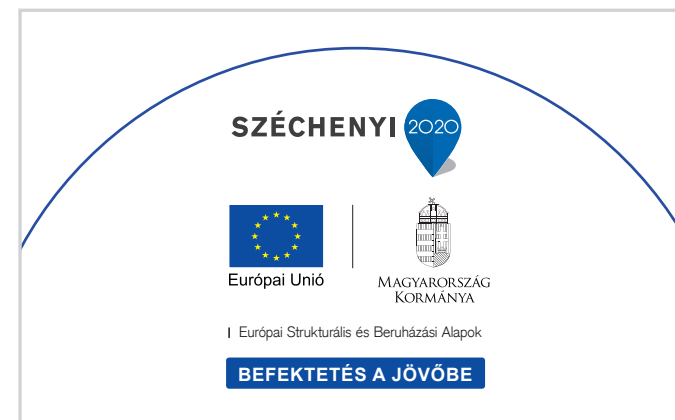 SZÉCHENYI 2020
Európai Unió
MAGYARORSZÁG
KORMÁNYA
Európai Strukturális és Beruházási Alapok
BEFEKTETÉS A JÖVŐBE